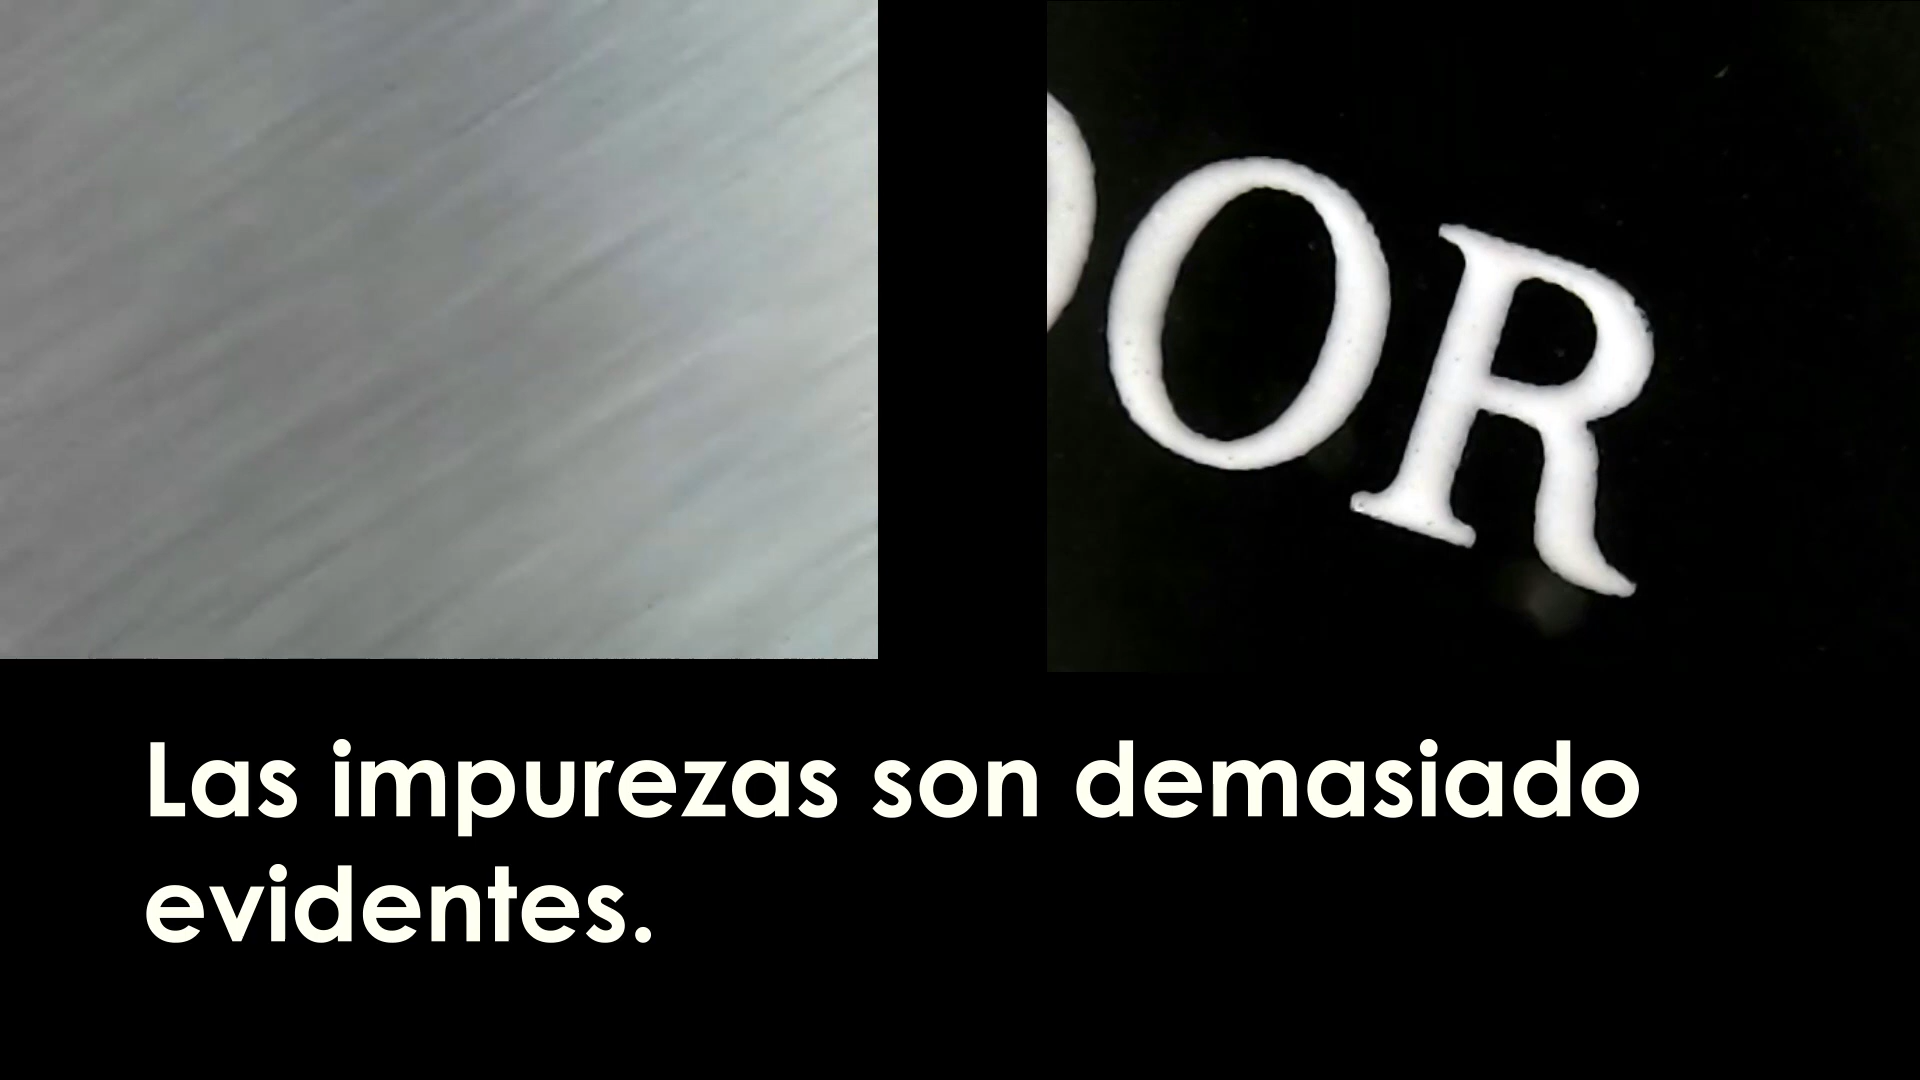 OR
Las impurezas son demasiado
evidentes.